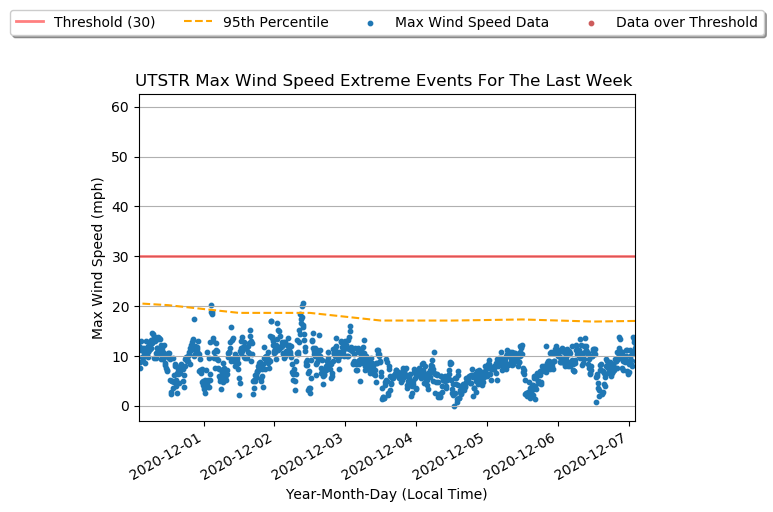 Threshold (30) 95th Percentile Max Wind Speed Data Data over Threshold
UTSTR Max Wind Speed Extreme Events For The Last Week
Max Wind Speed (mph)
60
50
40
30
20
10
0
2020-12-01 2020-12-02 2020-12-03 2020-12-04 2020-12-05 2020-12-06 2020-12-07
Year-Month-Day (Local Time)